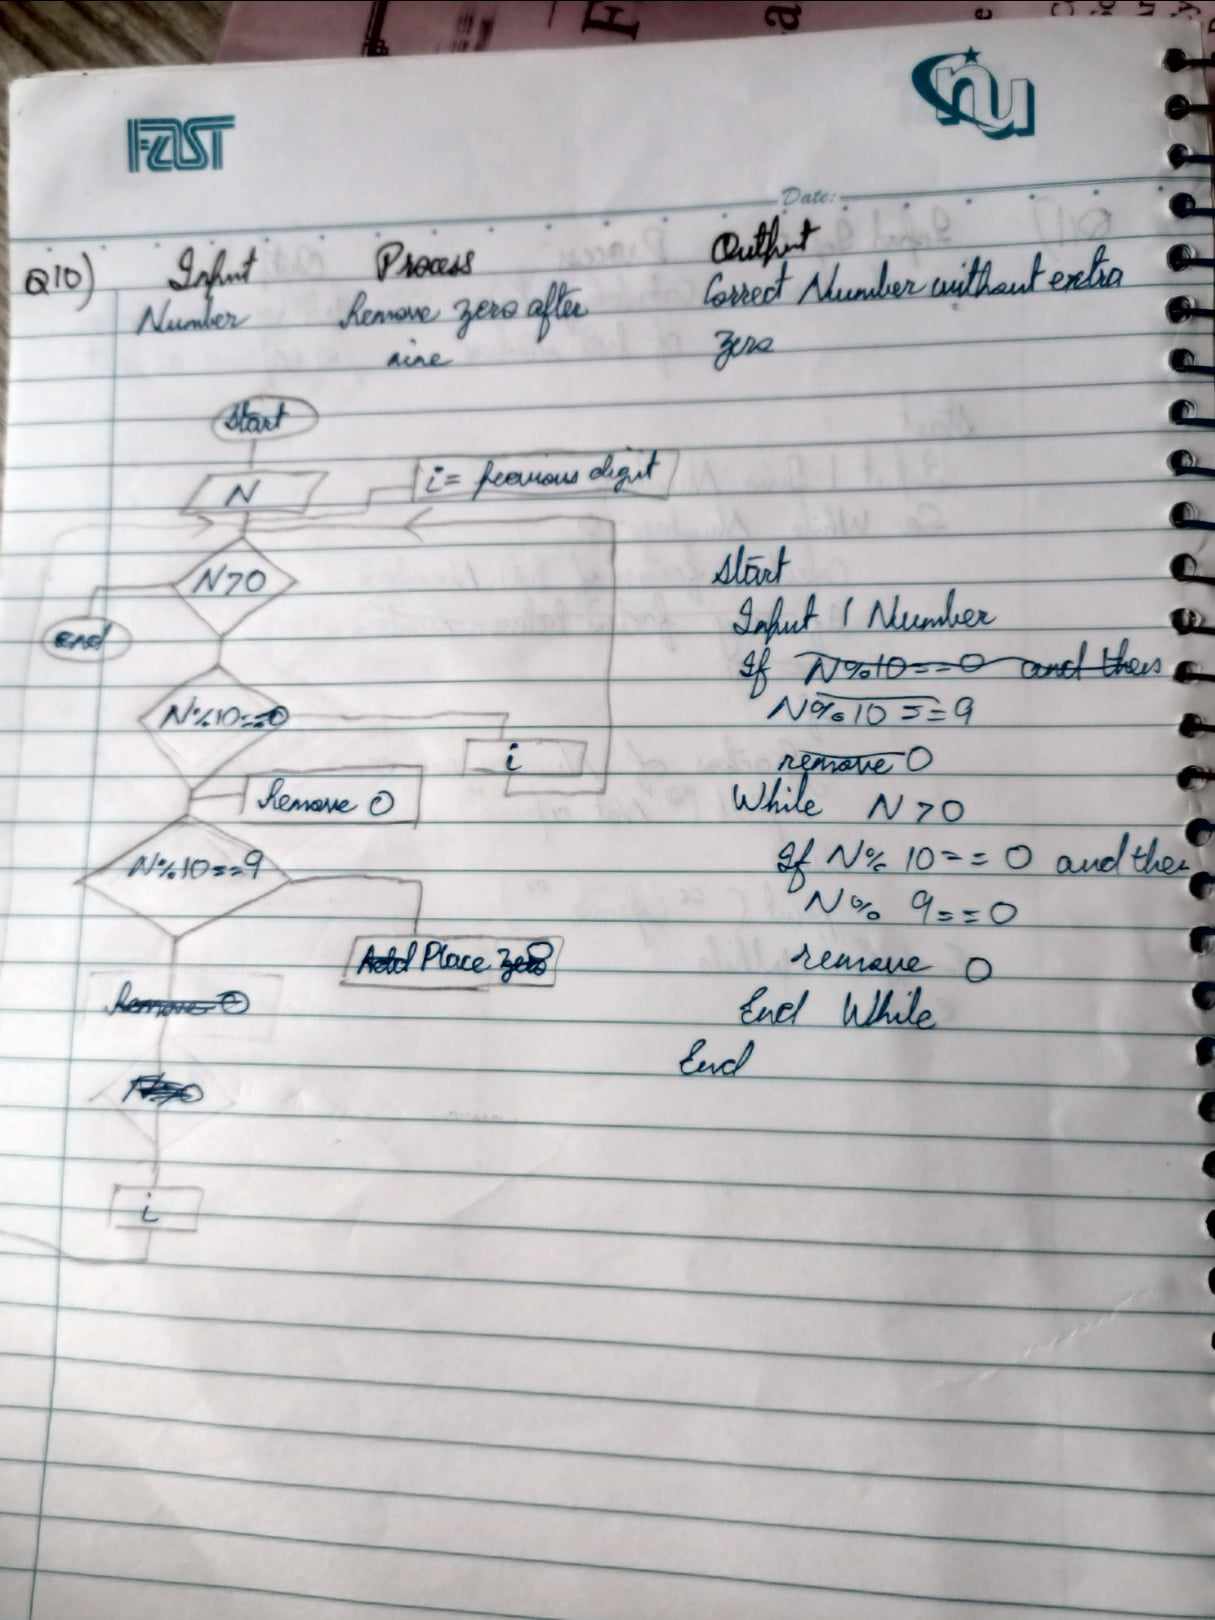 FAST
nu
Date:
Q10) Input Process Output
Number Remove zero after Correct Number without extra
nine zero
Start
N
i = previous digit
N>0
end
N%10==0
i
Remove 0
N%10==9
Add Place zero
Remove 0
N>0
i
Start
Input 1 Number
If N%10==0 and then
N%10==9
remove 0
While N>0
If N%10==0 and then
N%9==0
remove 0
End While
End